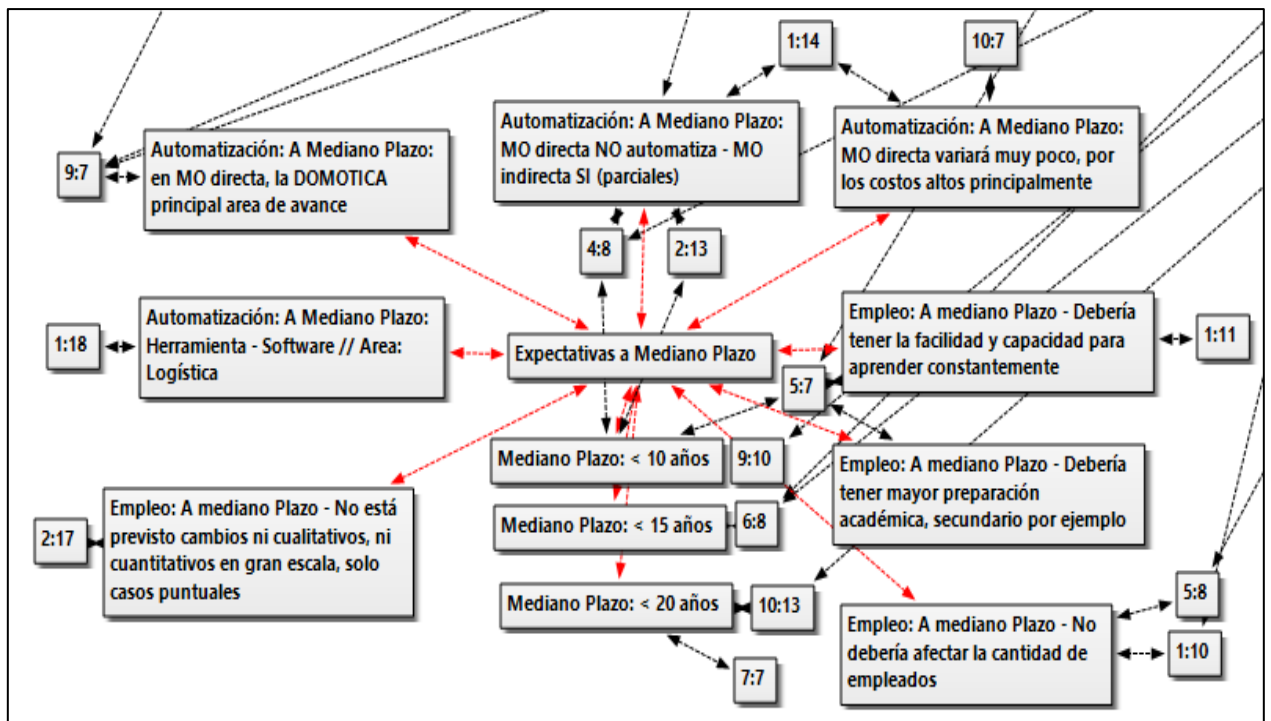 1:14
10:7
Automatización: A Mediano Plazo:
MO directa NO automatiza - MO
indirecta SI (parciales)
Automatización: A Mediano Plazo:
MO directa variará muy poco, por
los costos altos principalmente
9:7
Automatización: A Mediano Plazo:
en MO directa, la DOMOTICA
principal area de avance
4:8
2:13
1:18
Automatización: A Mediano Plazo:
Herramienta - Software // Area:
Logística
Expectativas a Mediano Plazo
Empleo: A mediano Plazo - Debería
tener la facilidad y capacidad para
aprender constantemente
1:11
5:7
Mediano Plazo: < 10 años
9:10
Empleo: A mediano Plazo - Debería
tener mayor preparación
académica, secundario por ejemplo
2:17
Empleo: A mediano Plazo - No está
previsto cambios ni cualitativos, ni
cuantitativos en gran escala, solo
casos puntuales
Mediano Plazo: < 15 años
6:8
Mediano Plazo: < 20 años
10:13
5:8
Empleo: A mediano Plazo - No
debería afectar la cantidad de
empleados
1:10
7:7